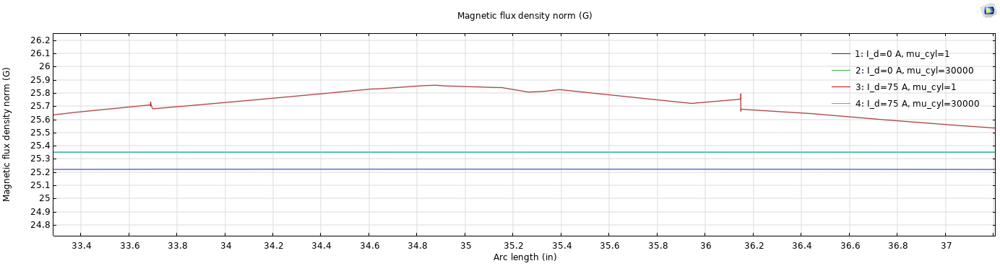 Magnetic flux density norm (G)
Magnetic flux density norm (G)
26.2
26.1
26
25.9
25.8
25.7
25.6
25.5
25.4
25.3
25.2
25.1
25
24.9
24.8
1: I_d=0 A, mu_cyl=1
2: I_d=0 A, mu_cyl=30000
3: I_d=75 A, mu_cyl=1
4: I_d=75 A, mu_cyl=30000
33.4 33.6 33.8 34 34.2 34.4 34.6 34.8 35 35.2 35.4 35.6 35.8 36 36.2 36.4 36.6 36.8 37
Arc length (in)